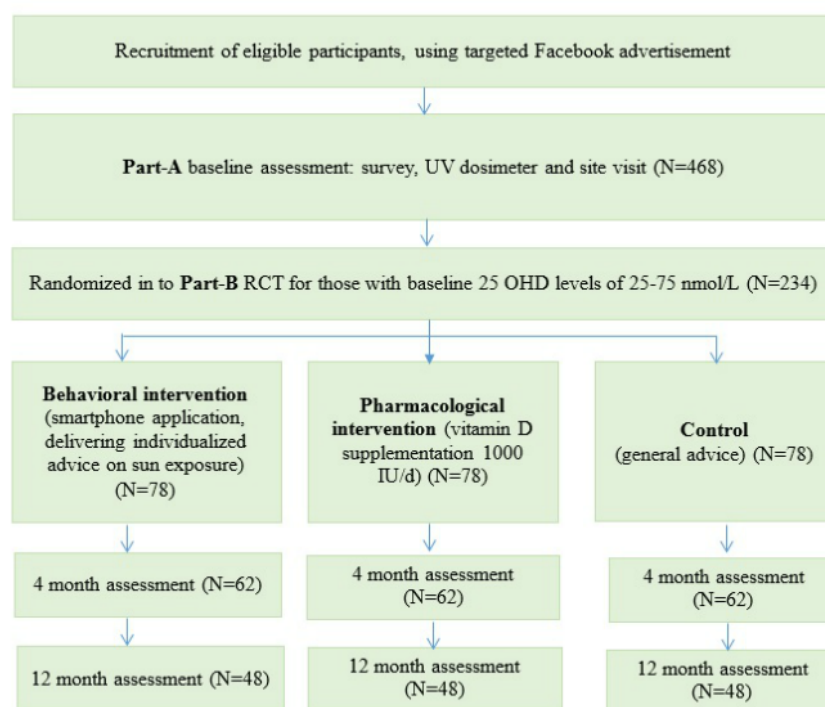 Recruitment of eligible participants, using targeted Facebook advertisement
Part-A baseline assessment: survey, UV dosimeter and site visit (N=468)
Randomized in to Part-B RCT for those with baseline 25 OHD levels of 25-75 nmol/L (N=234)
Behavioral intervention
(smartphone application,
delivering individualized
advice on sun exposure)
(N=78)
Pharmacological
intervention (vitamin D
supplementation 1000
IU/d) (N=78)
Control
(general advice) (N=78)
4 month assessment (N=62)
4 month assessment
(N=62)
4 month assessment
(N=62)
12 month assessment (N=48)
12 month assessment
(N=48)
12 month assessment
(N=48)